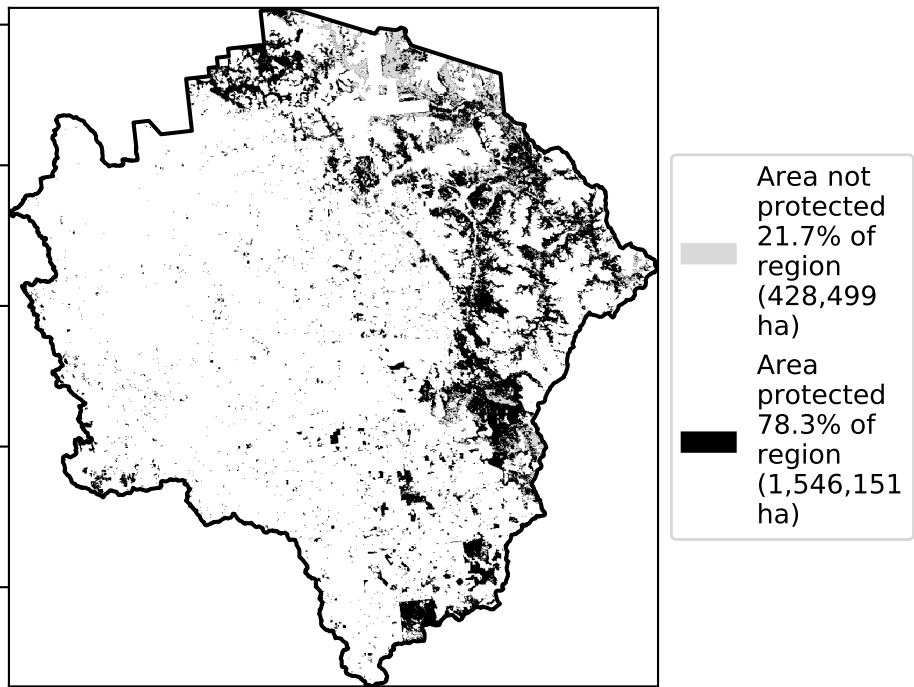 Area not
protected
21.7% of
region
(428,499
ha)
Area
protected
78.3% of
region
(1,546,151
ha)